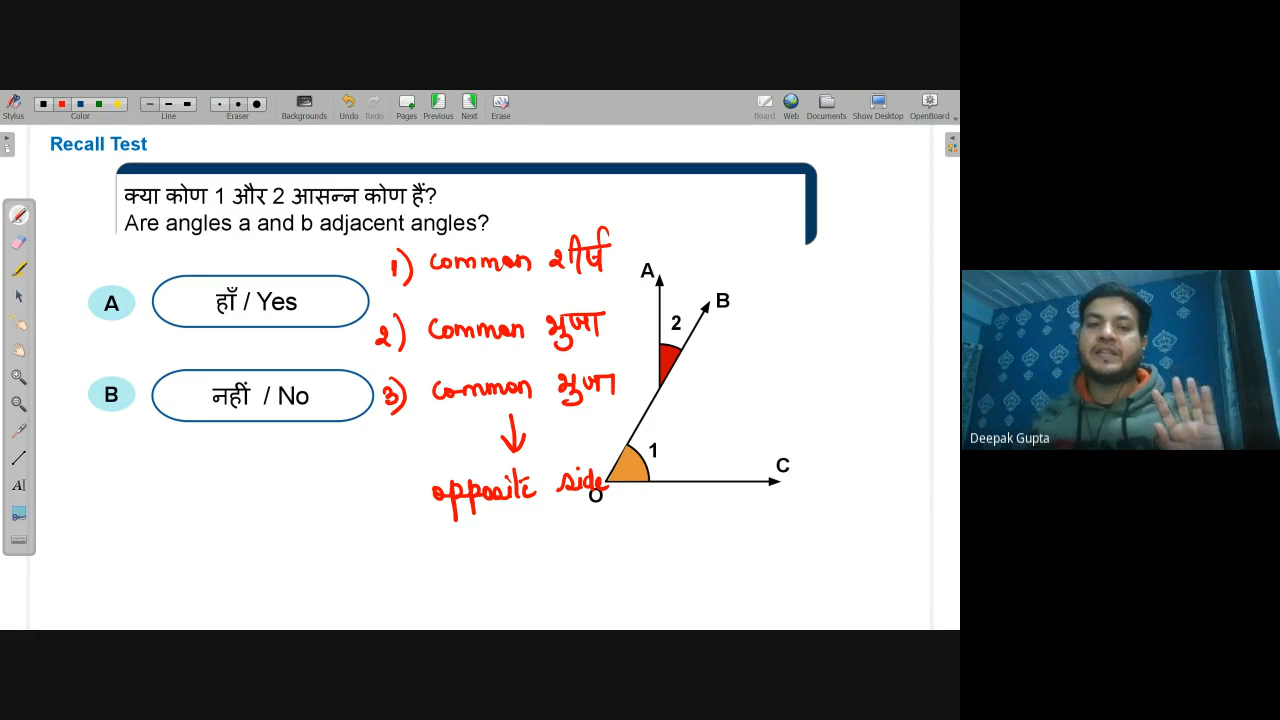 Stylus
Color
Line
Eraser
Backgrounds
Undo
Redo
Pages
Previous
Next
Erase
Board
Web
Documents
Show Desktop
OpenBoard
Recall Test
क्या कोण 1 और 2 आसन्न कोण हैं?
Are angles a and b adjacent angles?
A
हाँ / Yes
B
नहीं / No
1) common शीर्ष
2) common भुजा
3) common भुजा
opposite side
A
B
2
1
C
O
Deepak Gupta